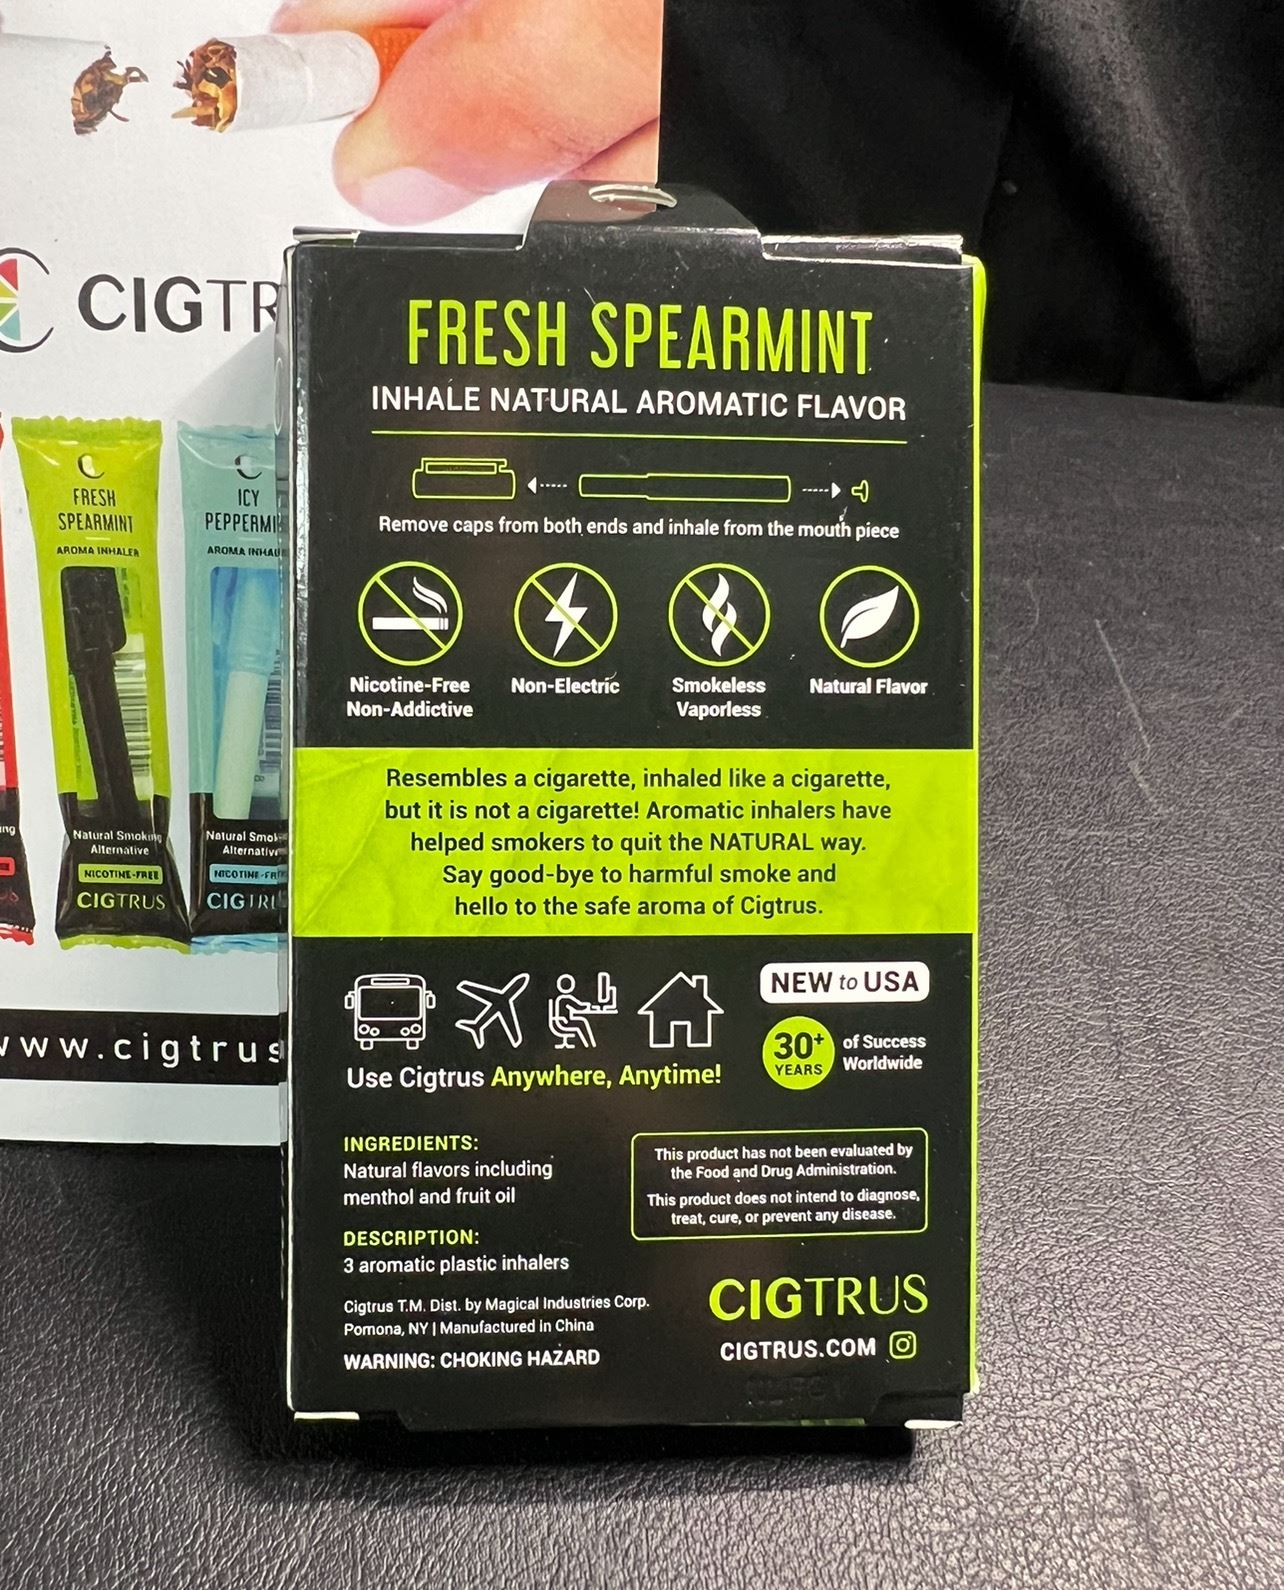 CIGTR
FRESH
SPEARMINT
AROMA INHALER
Natural Smoking
Alternative
NICOTINE-FREE
CIGTRUS
ICY
AROMA
Natural
Alternative
www.cigtrus
FRESH SPEARMINT
INHALE NATURAL AROMATIC FLAVOR
Remove caps from both ends and inhale from the mouth piece
Nicotine-Free
Non-Addictive
Non-Electric
Smokeless
Vaporless
Natural Flavor
Resembles a cigarette, inhaled like a cigarette,
but it is not a cigarette! Aromatic inhalers have
helped smokers to quit the NATURAL way.
Say good-bye to harmful smoke and
hello to the safe aroma of Cigtrus.
NEW to USA
30+
YEARS
of Success
Worldwide
Use Cigtrus Anywhere, Anytime!
INGREDIENTS:
Natural flavors including
menthol and fruit oil
DESCRIPTION:
3 aromatic plastic inhalers
Cigtrus T.M. Dist. by Magical Industries Corp.
Pomona, NY | Manufactured in China
WARNING: CHOKING HAZARD
This product has not been evaluated by
the Food and Drug Administration.
This product does not intend to diagnose,
treat, cure, or prevent any disease.
CIGTRUS
CIGTRUS.COM